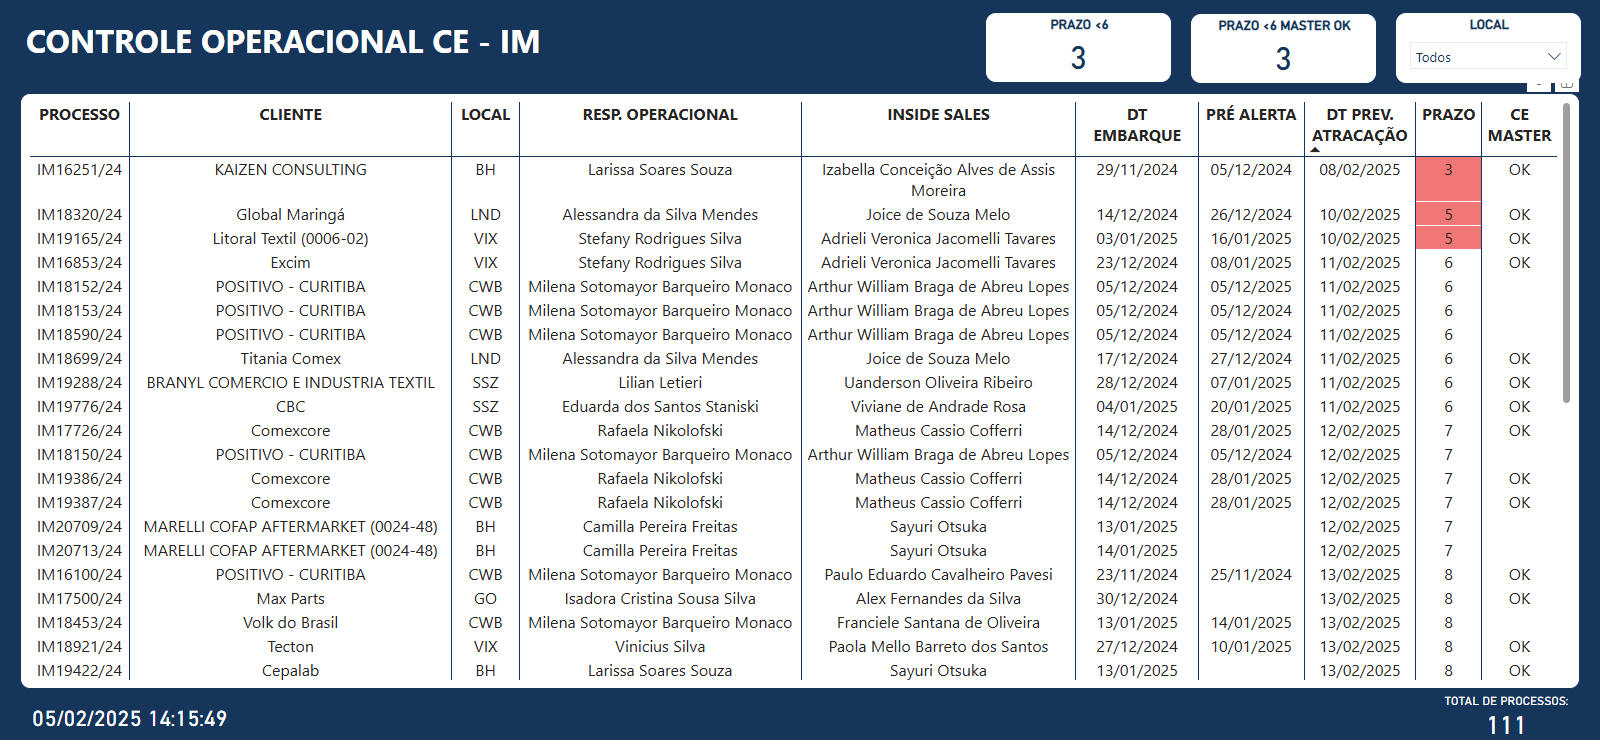 CONTROLE OPERACIONAL CE - IM
PRAZO <6
3
PRAZO <6 MASTER OK
3
LOCAL
Todos
PROCESSO CLIENTE LOCAL RESP. OPERACIONAL INSIDE SALES DT EMBARQUE PRÉ ALERTA DT PREV. ATRACAÇÃO PRAZO CE MASTER
IM16251/24 KAIZEN CONSULTING BH Larissa Soares Souza Izabella Conceição Alves de Assis Moreira 29/11/2024 05/12/2024 08/02/2025 3 OK
IM18320/24 Global Maringá LND Alessandra da Silva Mendes Joice de Souza Melo 14/12/2024 26/12/2024 10/02/2025 5 OK
IM19165/24 Litoral Textil (0006-02) VIX Stefany Rodrigues Silva Adrieli Veronica Jacomelli Tavares 03/01/2025 16/01/2025 10/02/2025 5 OK
IM16853/24 Excim VIX Stefany Rodrigues Silva Adrieli Veronica Jacomelli Tavares 23/12/2024 08/01/2025 11/02/2025 6 OK
IM18152/24 POSITIVO - CURITIBA CWB Milena Sotomayor Barqueiro Monaco Arthur William Braga de Abreu Lopes 05/12/2024 05/12/2024 11/02/2025 6
IM18153/24 POSITIVO - CURITIBA CWB Milena Sotomayor Barqueiro Monaco Arthur William Braga de Abreu Lopes 05/12/2024 05/12/2024 11/02/2025 6
IM18590/24 POSITIVO - CURITIBA CWB Milena Sotomayor Barqueiro Monaco Arthur William Braga de Abreu Lopes 05/12/2024 05/12/2024 11/02/2025 6
IM18699/24 Titania Comex LND Alessandra da Silva Mendes Joice de Souza Melo 17/12/2024 27/12/2024 11/02/2025 6 OK
IM19288/24 BRANYL COMERCIO E INDUSTRIA TEXTIL SSZ Lilian Letieri Uanderson Oliveira Ribeiro 28/12/2024 07/01/2025 11/02/2025 6 OK
IM19776/24 CBC SSZ Eduarda dos Santos Staniski Viviane de Andrade Rosa 04/01/2025 20/01/2025 11/02/2025 6 OK
IM17726/24 Comexcore CWB Rafaela Nikolofski Matheus Cassio Cofferri 14/12/2024 28/01/2025 12/02/2025 7 OK
IM18150/24 POSITIVO - CURITIBA CWB Milena Sotomayor Barqueiro Monaco Arthur William Braga de Abreu Lopes 05/12/2024 05/12/2024 12/02/2025 7
IM19386/24 Comexcore CWB Rafaela Nikolofski Matheus Cassio Cofferri 14/12/2024 28/01/2025 12/02/2025 7 OK
IM19387/24 Comexcore CWB Rafaela Nikolofski Matheus Cassio Cofferri 14/12/2024 28/01/2025 12/02/2025 7 OK
IM20709/24 MARELLI COFAP AFTERMARKET (0024-48) BH Camilla Pereira Freitas Sayuri Otsuka 13/01/2025 12/02/2025 7
IM20713/24 MARELLI COFAP AFTERMARKET (0024-48) BH Camilla Pereira Freitas Sayuri Otsuka 14/01/2025 12/02/2025 7
IM16100/24 POSITIVO - CURITIBA CWB Milena Sotomayor Barqueiro Monaco Paulo Eduardo Cavalheiro Pavesi 23/11/2024 25/11/2024 13/02/2025 8 OK
IM17500/24 Max Parts GO Isadora Cristina Sousa Silva Alex Fernandes da Silva 30/12/2024 13/02/2025 8 OK
IM18453/24 Volk do Brasil CWB Milena Sotomayor Barqueiro Monaco Franciele Santana de Oliveira 13/01/2025 14/01/2025 13/02/2025 8
IM18921/24 Tecton VIX Vinicius Silva Paola Mello Barreto dos Santos 27/12/2024 10/01/2025 13/02/2025 8 OK
IM19422/24 Cepalab BH Larissa Soares Souza Sayuri Otsuka 13/01/2025 13/02/2025 8 OK
05/02/2025 14:15:49
TOTAL DE PROCESSOS:
111